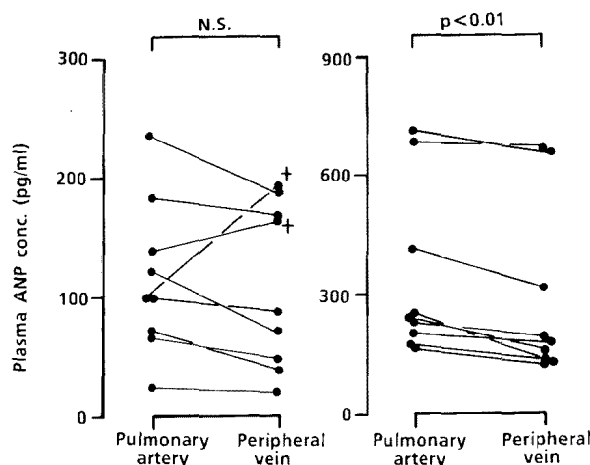 N.S.
p<0.01
300
200
100
0
900
600
300
0
Plasma ANP conc. (pg/ml)
+
+
Pulmonary artery
Peripheral vein
Pulmonary artery
Peripheral vein